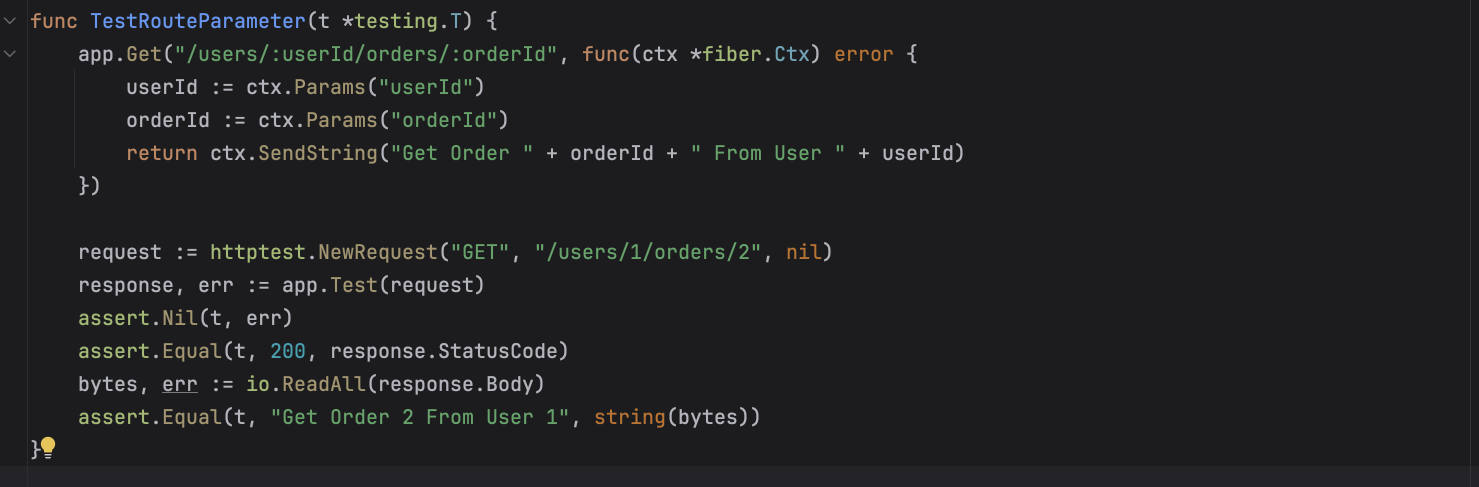 func TestRouteParameter(t *testing.T) {
    app.Get("/users/:userId/orders/:orderId", func(ctx *fiber.Ctx) error {
        userId := ctx.Params("userId")
        orderId := ctx.Params("orderId")
        return ctx.SendString("Get Order " + orderId + " From User " + userId)
    })

    request := httptest.NewRequest("GET", "/users/1/orders/2", nil)
    response, err := app.Test(request)
    assert.Nil(t, err)
    assert.Equal(t, 200, response.StatusCode)
    bytes, err := io.ReadAll(response.Body)
    assert.Equal(t, "Get Order 2 From User 1", string(bytes))
}